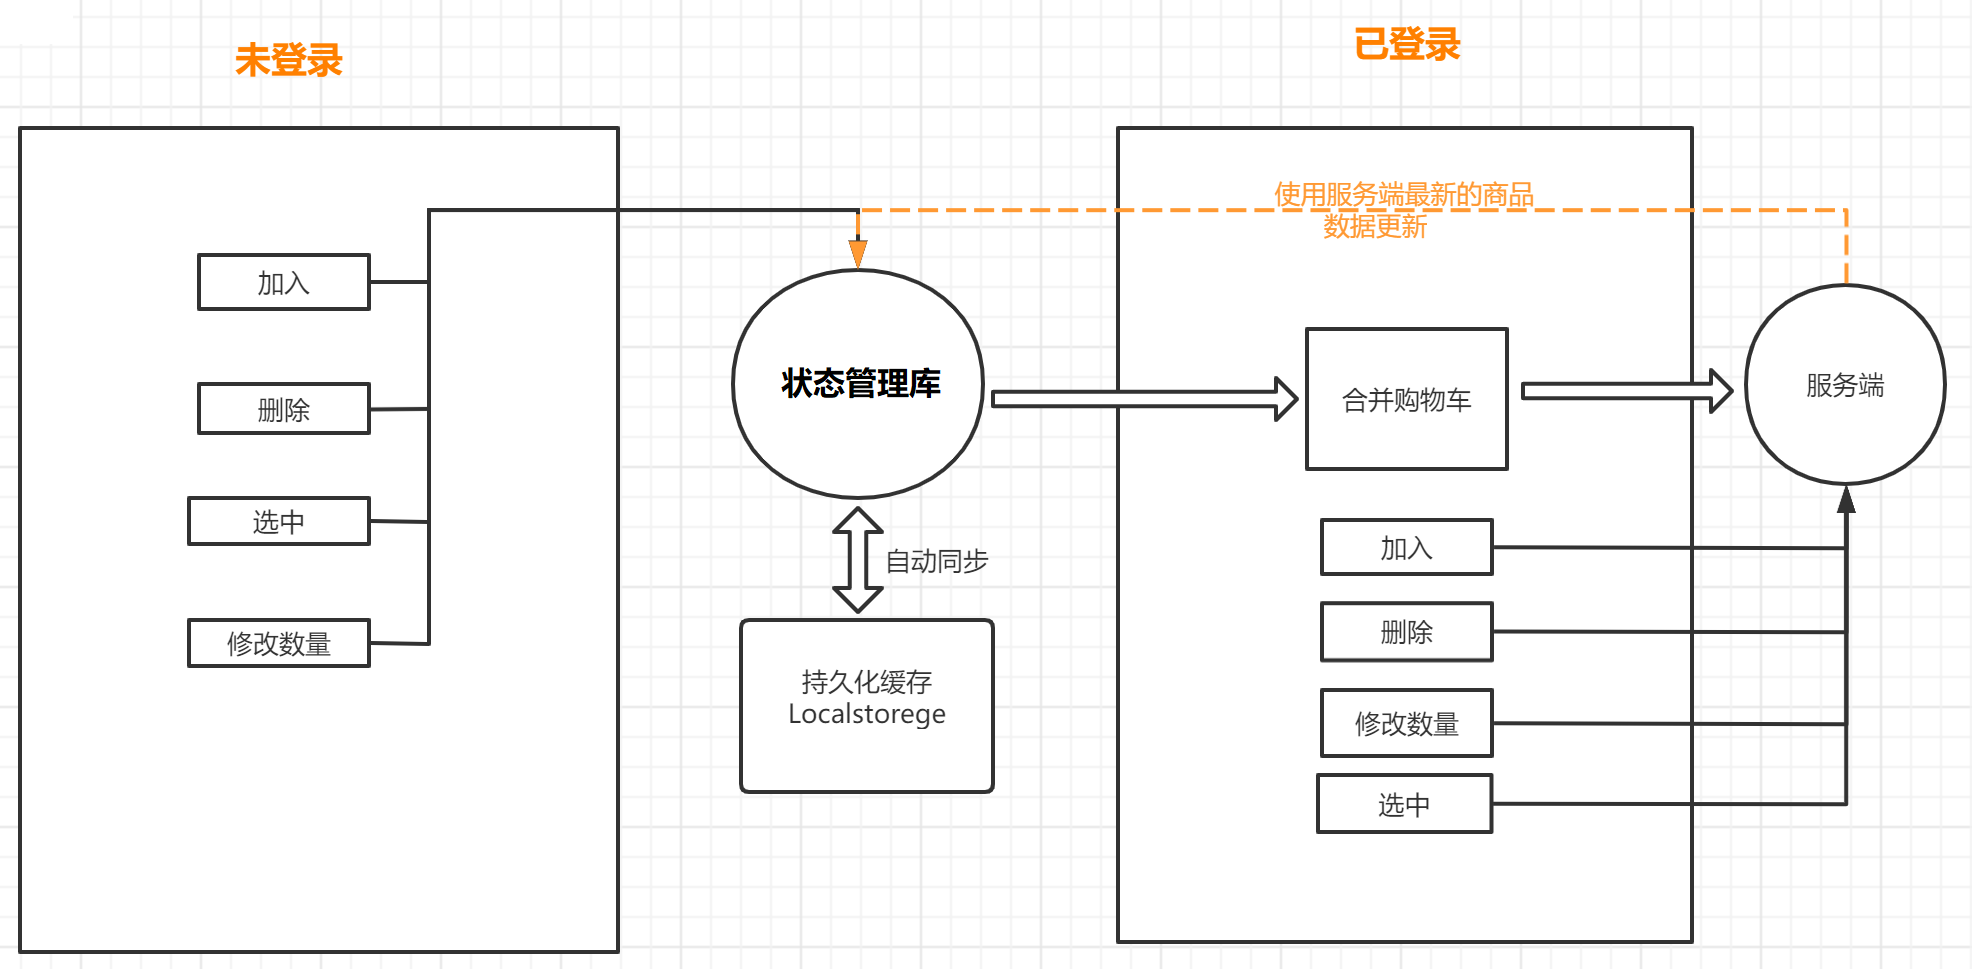 未登录
已登录
使用服务端最新的商品
数据更新
加入
删除
选中
修改数量
状态管理库
自动同步
持久化缓存
Localstorege
合并购物车
服务端
加入
删除
修改数量
选中